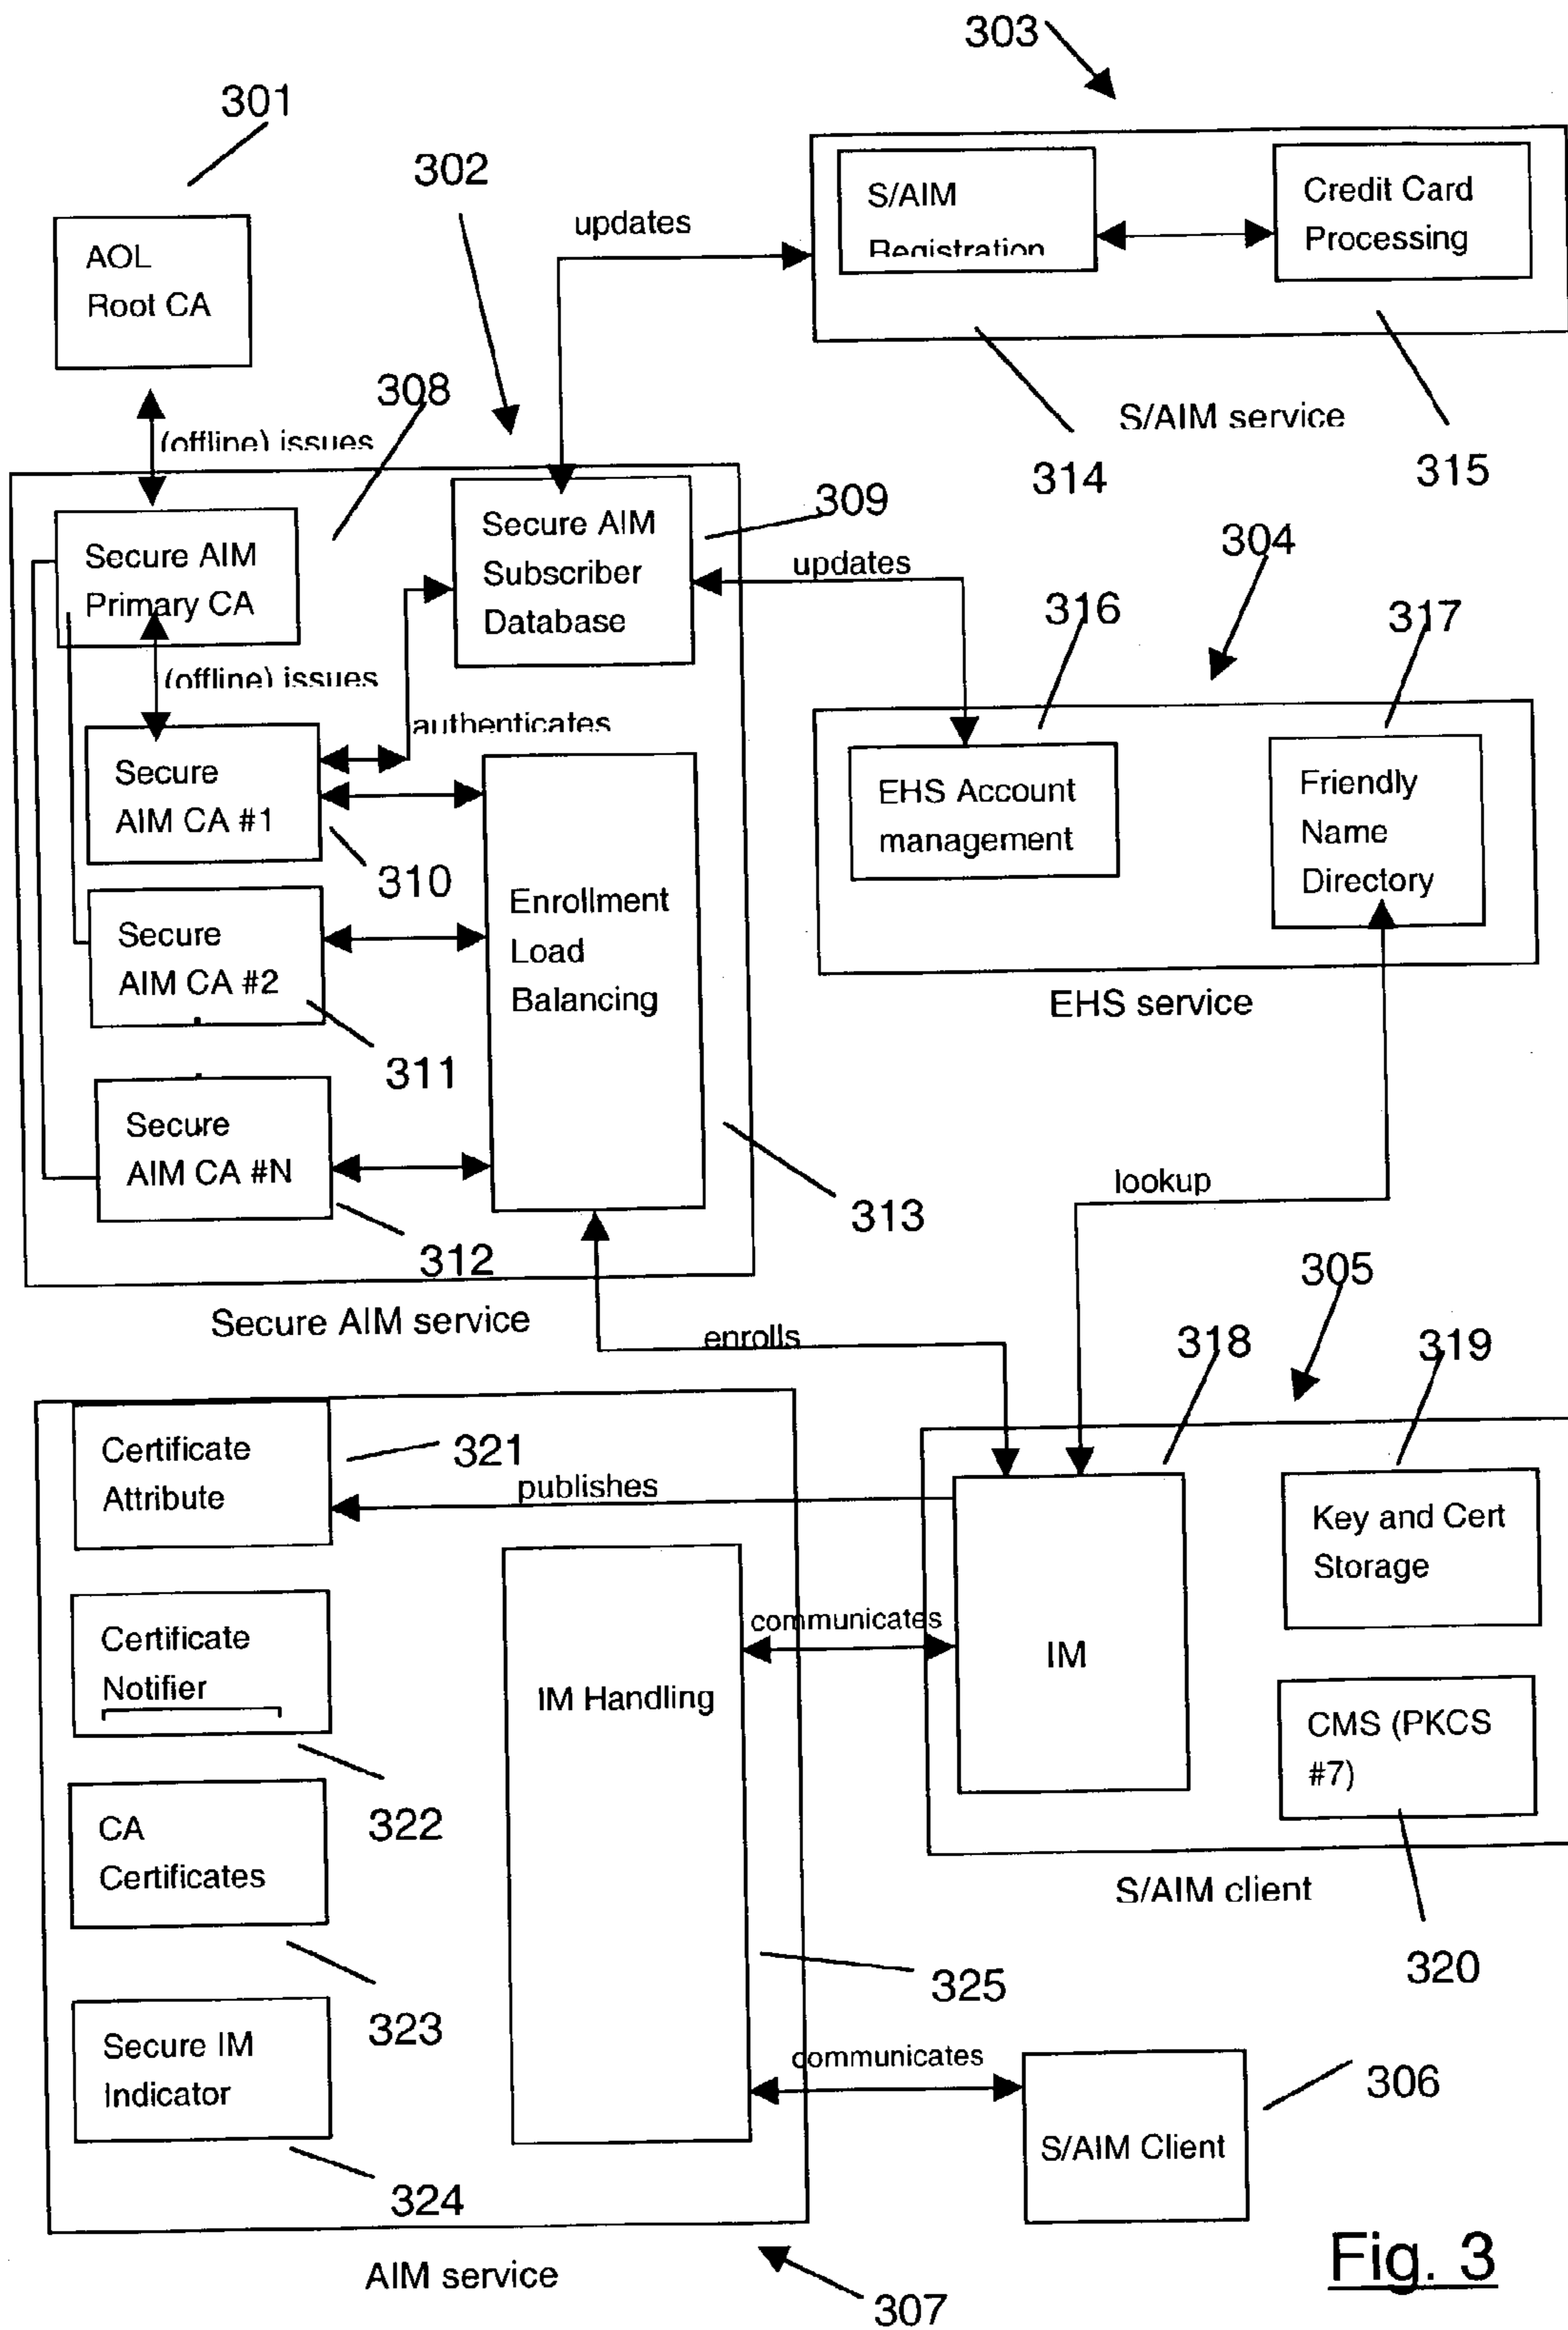 303
301
302
updates
S/AIM
Registration
Credit Card
Processing
AOL
Root CA
308
(offline) issues
S/AIM service
314
315
309
Secure AIM
Primary CA
Secure AIM
Subscriber
Database
updates
304
316
317
(offline) issues
authenticates
Secure
AIM CA #1
310
EHS Account
management
Friendly
Name
Directory
Enrollment
Load
Balancing
Secure
AIM CA #2
311
EHS service
Secure
AIM CA #N
312
313
lookup
305
Secure AIM service
enrolls
318
319
Certificate
Attribute
321
publishes
Key and Cert
Storage
Certificate
Notifier
communicates
IM
IM Handling
CMS (PKCS
#7)
322
CA
Certificates
S/AIM client
320
325
323
Secure IM
Indicator
communicates
306
S/AIM Client
324
AIM service
307
Fig. 3